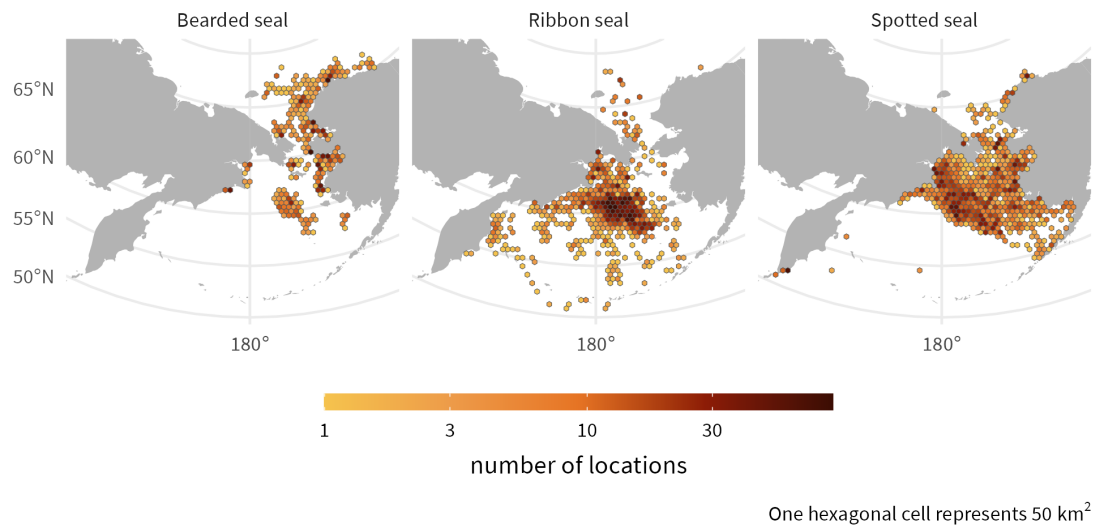 Bearded seal
Ribbon seal
Spotted seal
65°N
60°N
55°N
50°N
180°
180°
180°
1
3
10
30
number of locations
One hexagonal cell represents 50 km²